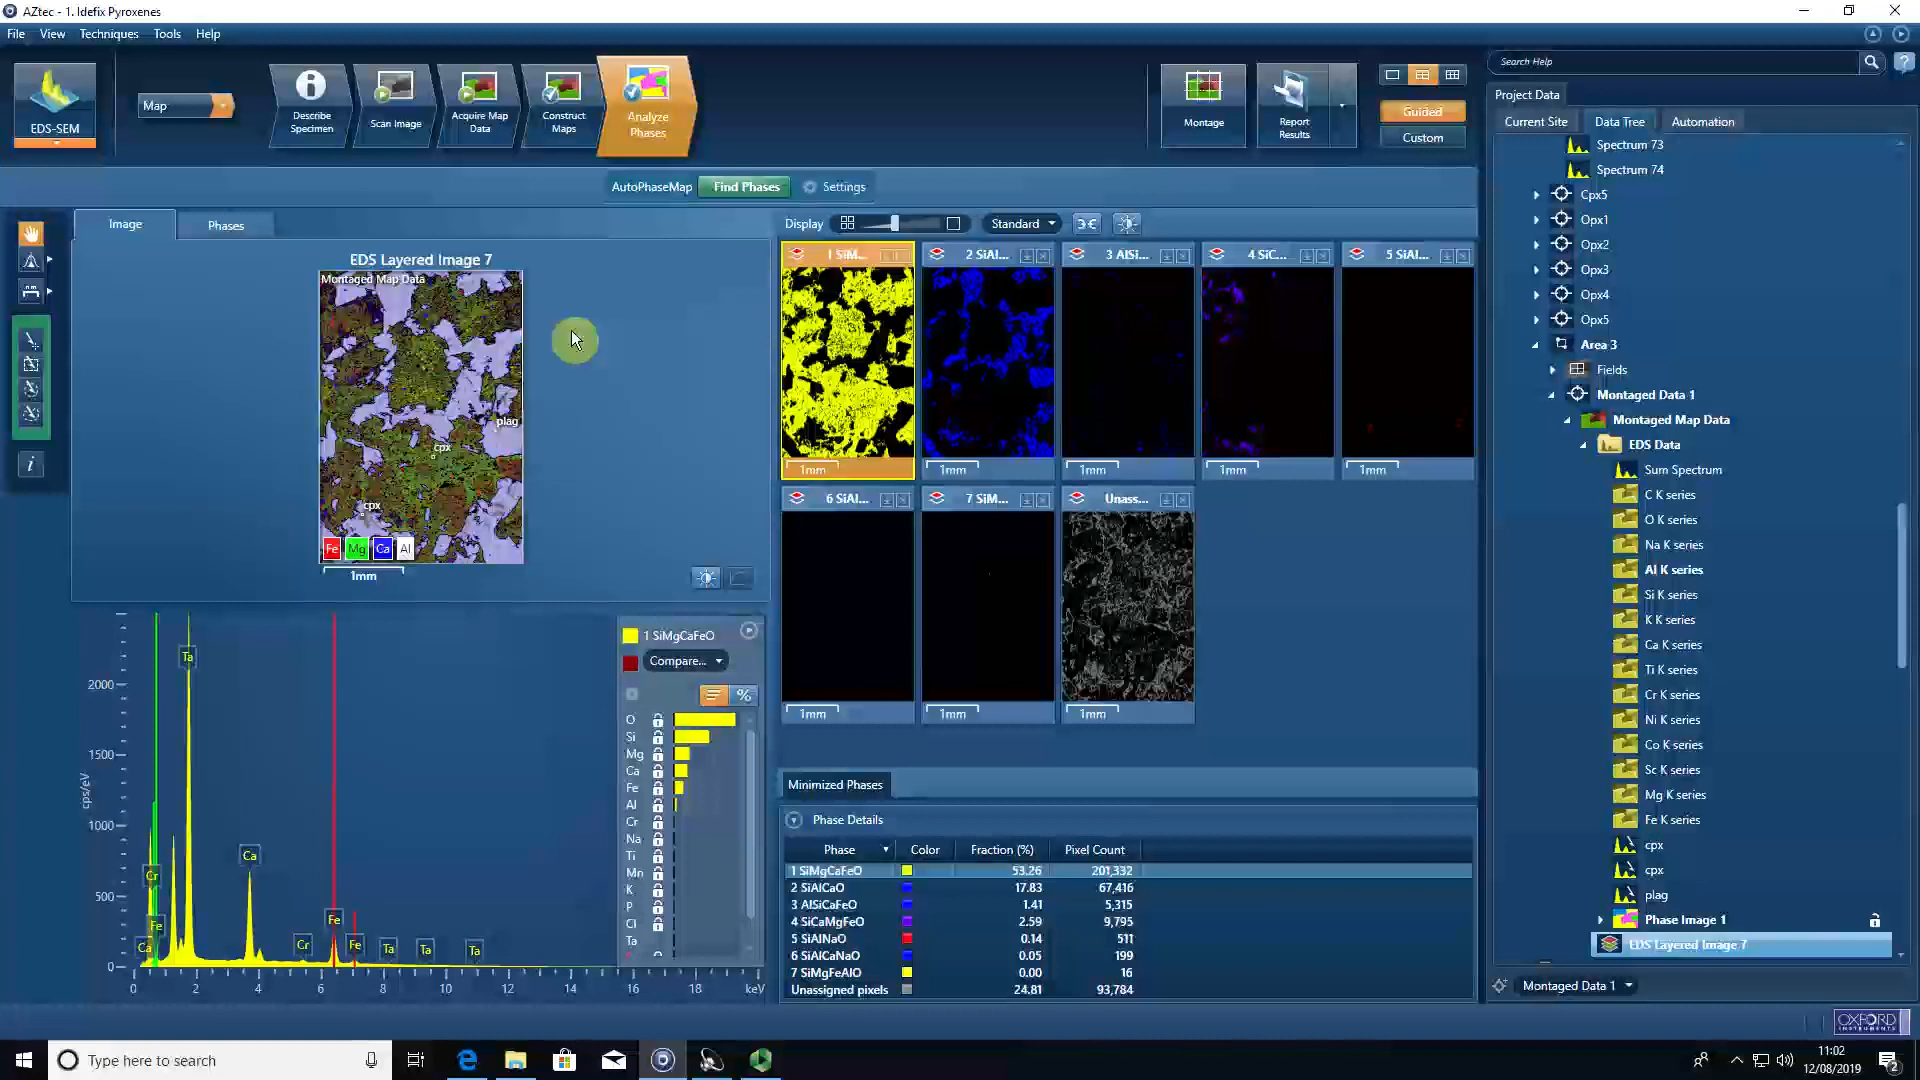 AZtec - 1. Idefix Pyroxenes
File View Techniques Tools Help
EDS-SEM
Map
Describe Specimen
Scan Image
Acquire Map Data
Construct Maps
Analyze Phases
Montage
Report Results
Guided
Custom
Search Help
Project Data
Current Site Data Tree Automation
AutoPhaseMap Find Phases Settings
Image Phases
Display Standard
EDS Layered Image 7
Montaged Map Data
plag
cpx
cpx
Fe Mg Ca Al
1mm
1 SiM... 2 SiAl... 3 AlSi... 4 SiC... 5 SiAl...
1mm 1mm 1mm 1mm 1mm
6 SiAl... 7 SiM... Unass...
1mm 1mm 1mm
Minimized Phases
Phase Details
Phase Color Fraction (%) Pixel Count
1 SiMgCaFeO 53.26 201,332
2 SiAlCaO 17.83 67,416
3 AlSiCaFeO 1.41 5,315
4 SiCaMgFeO 2.59 9,795
5 SiAlNaO 0.14 511
6 SiAlCaNaO 0.05 199
7 SiMgFeAlO 0.00 16
Unassigned pixels 24.81 93,784
cps/eV
2000
1500
1000
500
0
0 2 4 6 8 10 12 14 16 18 keV
Ta
Ca
Cr
Fe
Ca
Cr
Fe
Fe
Ta
Ta
Ta
1 SiMgCaFeO
Compare...
%
O
Si
Mg
Ca
Fe
Al
Cr
Na
Ti
Mn
K
P
Cl
Ta
Spectrum 73
Spectrum 74
Cpx5
Opx1
Opx2
Opx3
Opx4
Opx5
Area 3
Fields
Montaged Data 1
Montaged Map Data
EDS Data
Sum Spectrum
C K series
O K series
Na K series
Al K series
Si K series
K K series
Ca K series
Ti K series
Cr K series
Ni K series
Co K series
Sc K series
Mg K series
Fe K series
cpx
cpx
plag
Phase Image 1
EDS Layered Image 7
Montaged Data 1
OXFORD
INSTRUMENTS
Type here to search
11:02
12/08/2019
2